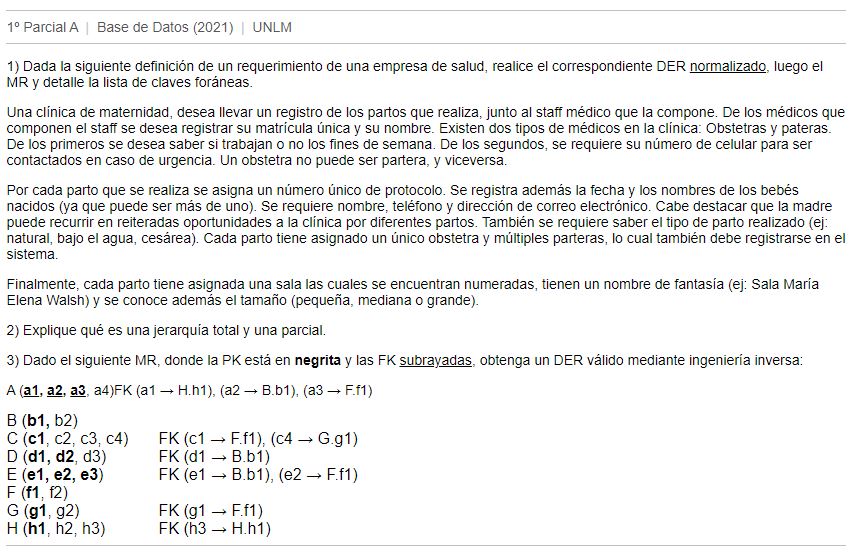 1º Parcial A | Base de Datos (2021) | UNLM
1) Dada la siguiente definición de un requerimiento de una empresa de salud, realice el correspondiente DER normalizado, luego el
MR y detalle la lista de claves foráneas.
Una clínica de maternidad, desea llevar un registro de los partos que realiza, junto al staff médico que la compone. De los médicos que
componen el staff se desea registrar su matrícula única y su nombre. Existen dos tipos de médicos en la clínica: Obstetras y pateras.
De los primeros se desea saber si trabajan o no los fines de semana. De los segundos, se requiere su número de celular para ser
contactados en caso de urgencia. Un obstetra no puede ser partera, y viceversa.
Por cada parto que se realiza se asigna un número único de protocolo. Se registra además la fecha y los nombres de los bebés
nacidos (ya que puede ser más de uno). Se requiere nombre, teléfono y dirección de correo electrónico. Cabe destacar que la madre
puede recurrir en reiteradas oportunidades a la clínica por diferentes partos. También se requiere saber el tipo de parto realizado (ej:
natural, bajo el agua, cesárea). Cada parto tiene asignado un único obstetra y múltiples parteras, lo cual también debe registrarse en el
sistema.
Finalmente, cada parto tiene asignada una sala las cuales se encuentran numeradas, tienen un nombre de fantasía (ej: Sala María
Elena Walsh) y se conoce además el tamaño (pequeña, mediana o grande).
2) Explique qué es una jerarquía total y una parcial.
3) Dado el siguiente MR, donde la PK está en negrita y las FK subrayadas, obtenga un DER válido mediante ingeniería inversa:
A (a1, a2, a3, a4)FK (a1 → H.h1), (a2 → B.b1), (a3 → F.f1)
B (b1, b2)
C (c1, c2, c3, c4) FK (c1 → F.f1), (c4 → G.g1)
D (d1, d2, d3) FK (d1 → B.b1)
E (e1, e2, e3) FK (e1 → B.b1), (e2 → F.f1)
F (f1, f2)
G (g1, g2) FK (g1 → F.f1)
H (h1, h2, h3) FK (h3 → H.h1)